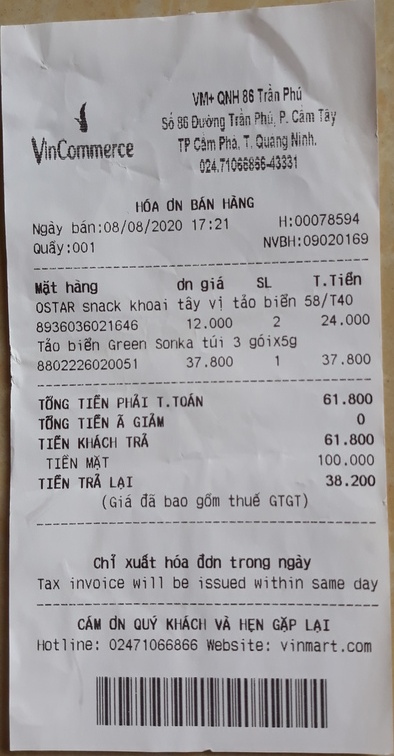 VinCommerce
VM+ QNH 86 Trần Phú
Số 86 Đường Trần Phú, P. Cẩm Tây
TP Cẩm Phả, T. Quảng Ninh.
024.71066866-43331
HÓA ƠN BÁN HÀNG
Ngày bán:08/08/2020 17:21 H:00078594
Quầy:001 NVBH:09020169
Mặt hàng ơn giá SL T.Tiền
OSTAR snack khoai tây vị tảo biển 58/T40
8936036021646 12.000 2 24.000
Tảo biển Green Sonka túi 3 góix5g
8802226020051 37.800 1 37.800
TỔNG TIỀN PHẢI T.TOÁN 61.800
TỔNG TIỀN Ã GIẢM 0
TIỀN KHÁCH TRẢ 61.800
TIỀN MẶT 100.000
TIỀN TRẢ LẠI 38.200
(Giá đã bao gồm thuế GTGT)
Chỉ xuất hóa đơn trong ngày
Tax invoice will be issued within same day
CÁM ƠN QUÝ KHÁCH VÀ HẸN GẶP LẠI
Hotline: 02471066866 Website: vinmart.com